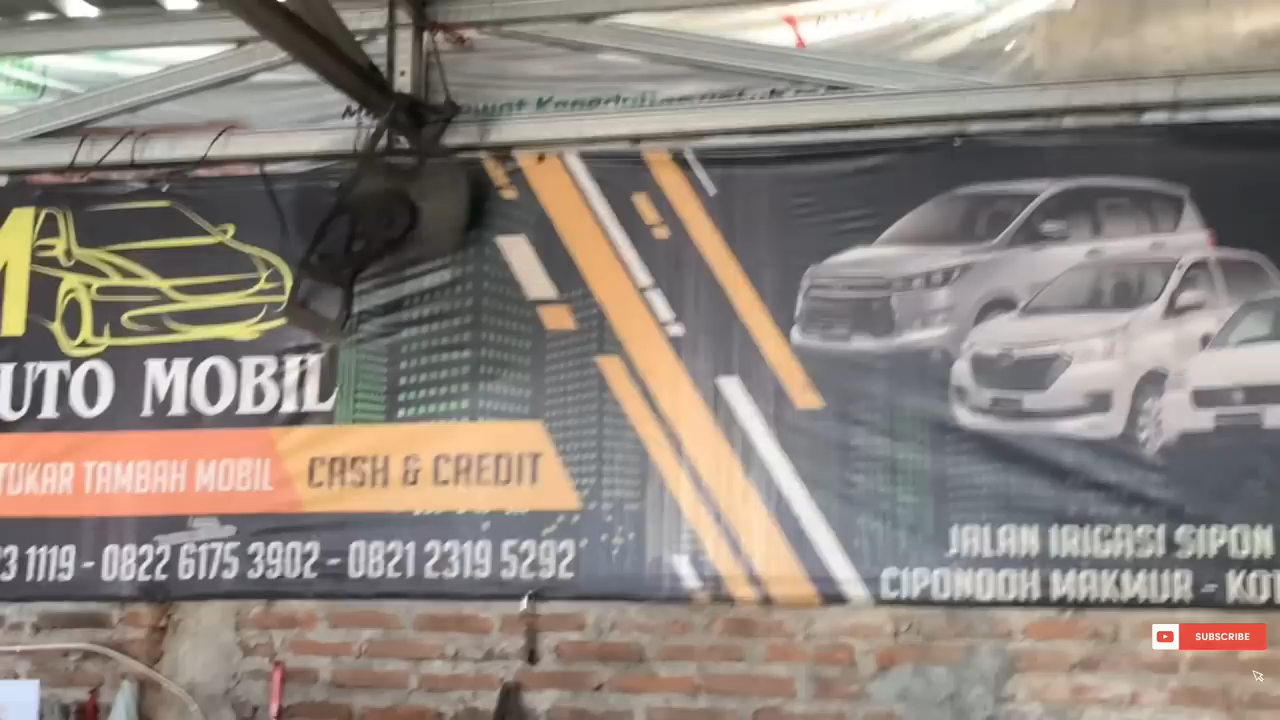 UTO MOBIL
TUKAR TAMBAH MOBIL
CASH & CREDIT
3 1119 - 0822 6175 3902 - 0821 2319 5292
JALAN IRIGASI SIPON
CIPONDOH MAKMUR - KOT
SUBSCRIBE